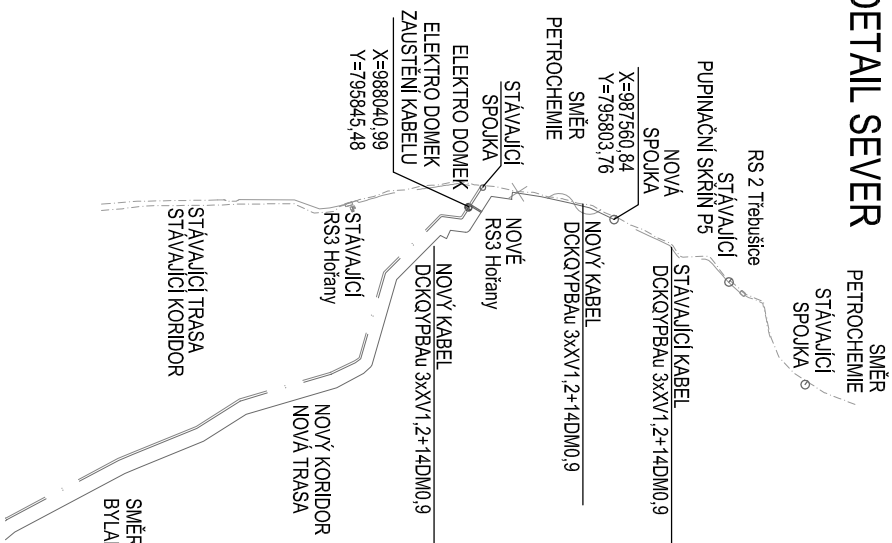 DETAIL SEVER
SMĚR
PETROCHEMIE
STÁVAJÍCÍ
SPOJKA
RS 2 Třebušice
STÁVAJÍCÍ
PUPINAČNÍ SKŘÍŇ P5
STÁVAJÍCÍ KABEL
DCKQYPBAu 3xXV1,2+14DM0,9
NOVÁ
SPOJKA
X=987560,84
Y=795803,76
NOVÝ KABEL
DCKQYPBAu 3xXV1,2+14DM0,9
SMĚR
PETROCHEMIE
STÁVAJÍCÍ
SPOJKA
NOVÉ
RS3 Hořany
ELEKTRO DOMEK
ELEKTRO DOMEK
ZAUSTĚNÍ KABELU
X=988040,99
Y=795845,48
NOVÝ KABEL
DCKQYPBAu 3xXV1,2+14DM0,9
STÁVAJÍCÍ
RS3 Hořany
NOVÝ KORIDOR
NOVÁ TRASA
STÁVAJÍCÍ TRASA
STÁVAJÍCÍ KORIDOR
SMĚR